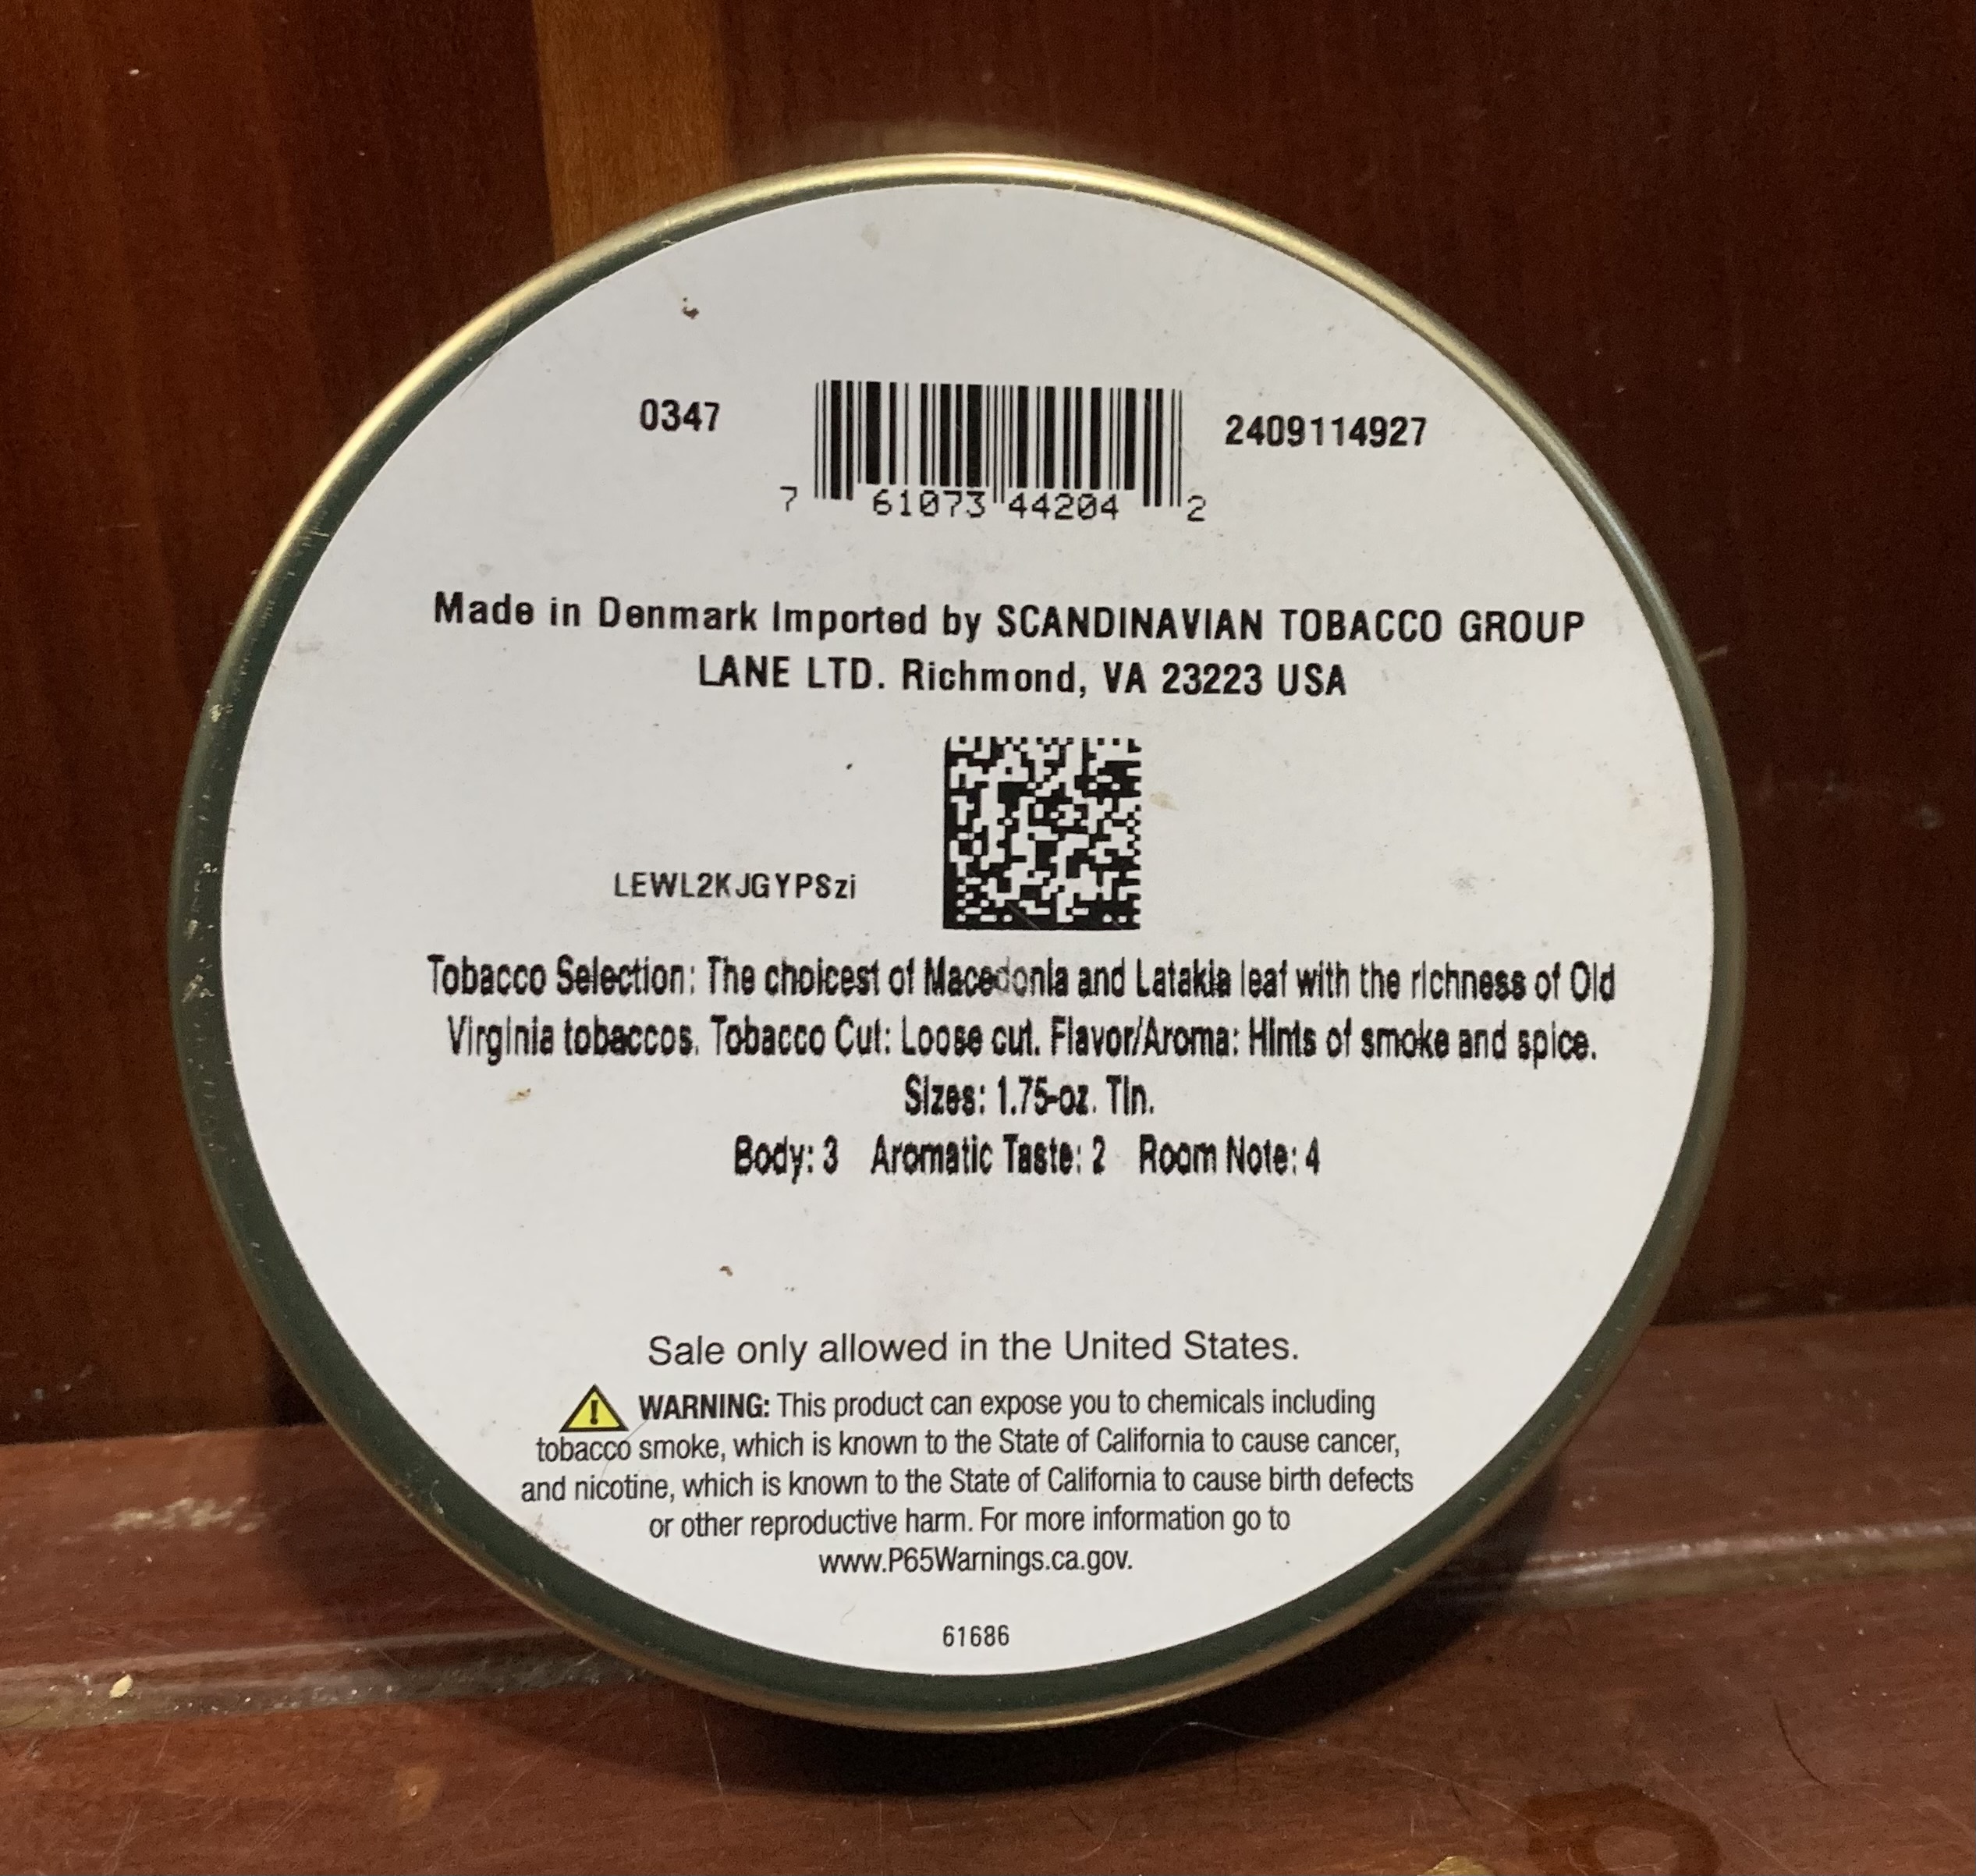 0347
2409114927
7 61073 44204 2
Made in Denmark Imported by SCANDINAVIAN TOBACCO GROUP
LANE LTD. Richmond, VA 23223 USA
LEWL2KJGYPSzi
Tobacco Selection: The choicest of Macedonia and Latakia leaf with the richness of Old
Virginia tobaccos. Tobacco Cut: Loose cut. Flavor/Aroma: Hints of smoke and spice.
Sizes: 1.75-oz. Tin.
Body: 3 Aromatic Taste: 2 Room Note: 4
Sale only allowed in the United States.
WARNING: This product can expose you to chemicals including
tobacco smoke, which is known to the State of California to cause cancer,
and nicotine, which is known to the State of California to cause birth defects
or other reproductive harm. For more information go to
www.P65Warnings.ca.gov.
61686